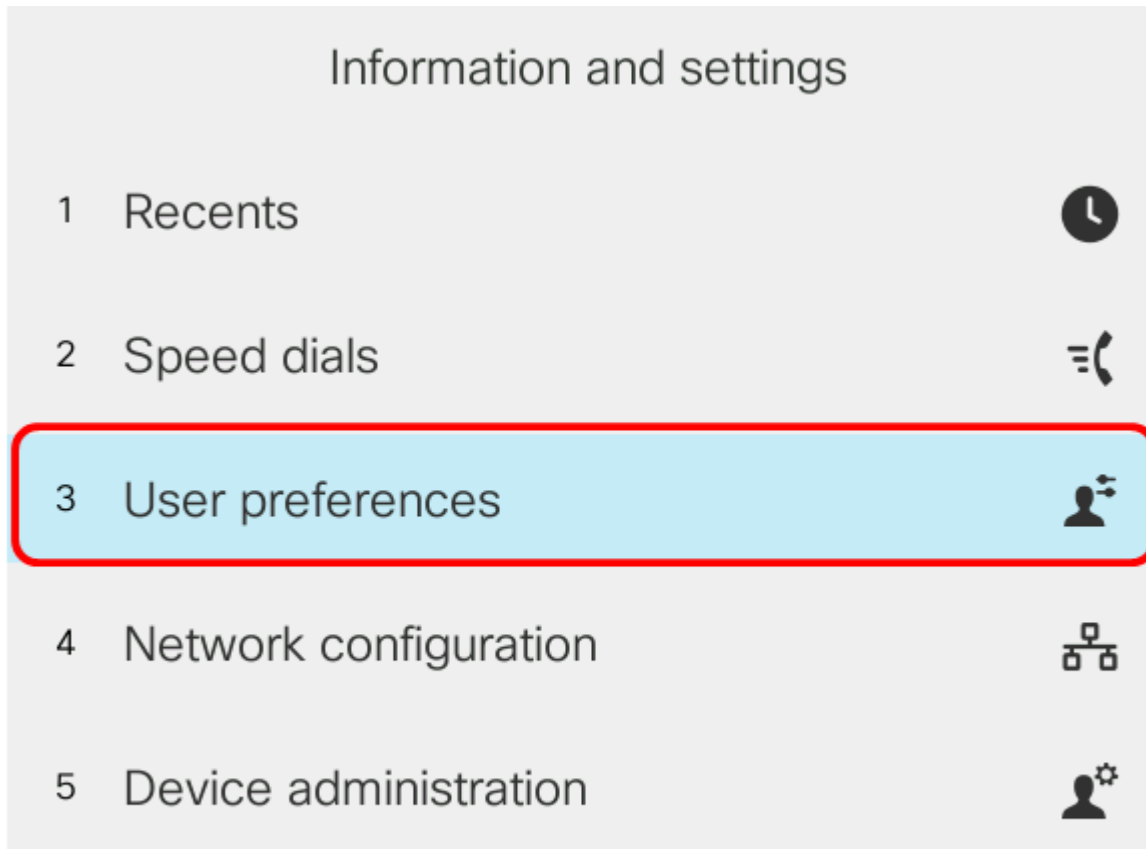 Information and settings
1 Recents
2 Speed dials
3 User preferences
4 Network configuration
5 Device administration